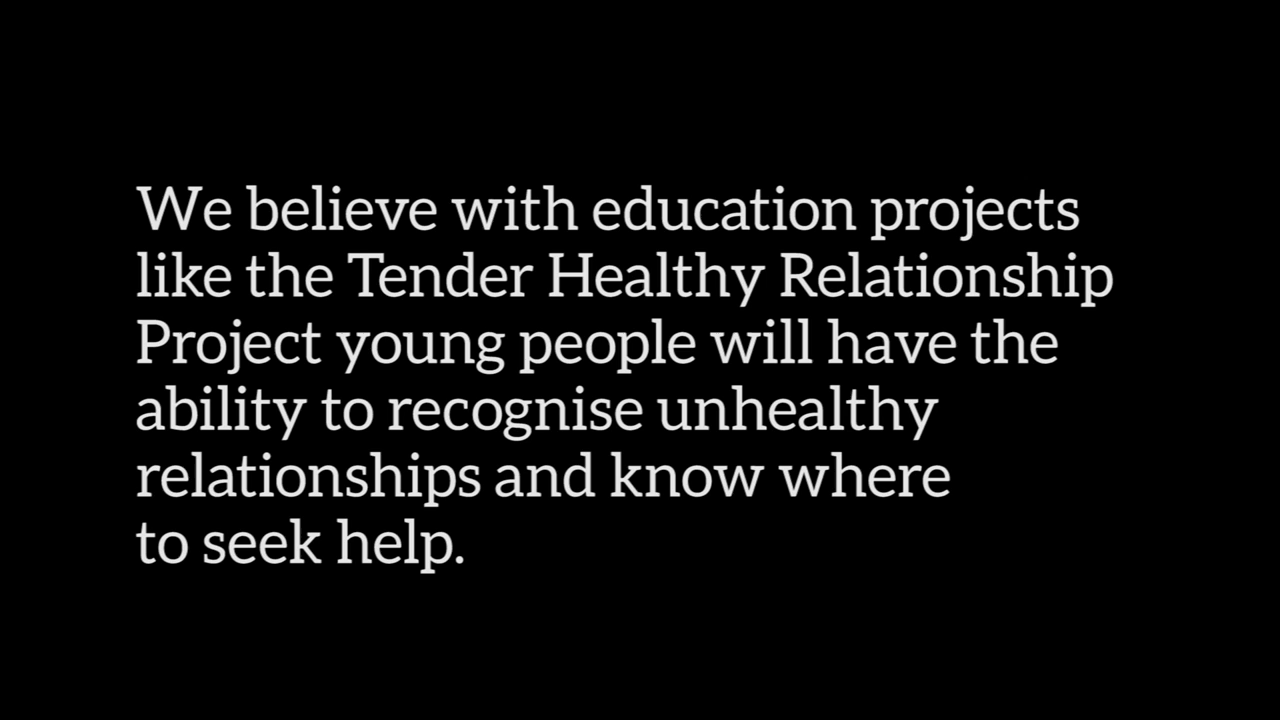 We believe with education projects
like the Tender Healthy Relationship
Project young people will have the
ability to recognise unhealthy
relationships and know where
to seek help.